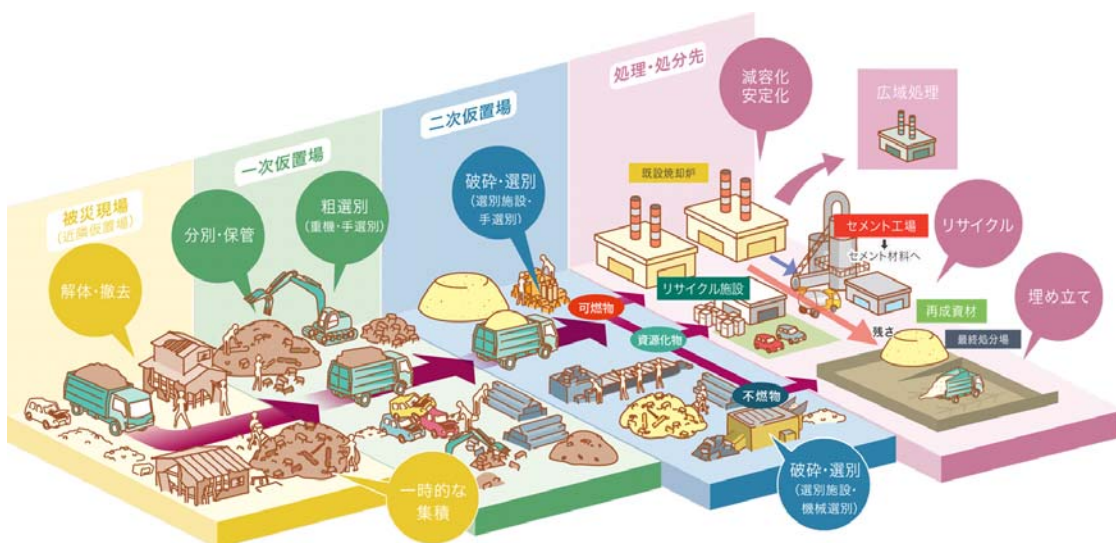 被災現場
(近隣仮置場)
解体・撤去
一時的な
集積
一次仮置場
分別・保管
粗選別
(重機・手選別)
二次仮置場
破砕・選別
(選別施設・
手選別)
可燃物
資源化物
不燃物
破砕・選別
(選別施設・
機械選別)
処理・処分先
減容化
安定化
広域処理
既設焼却炉
セメント工場
セメント材料へ
リサイクル
リサイクル施設
残さ
再成資材
最終処分場
埋め立て